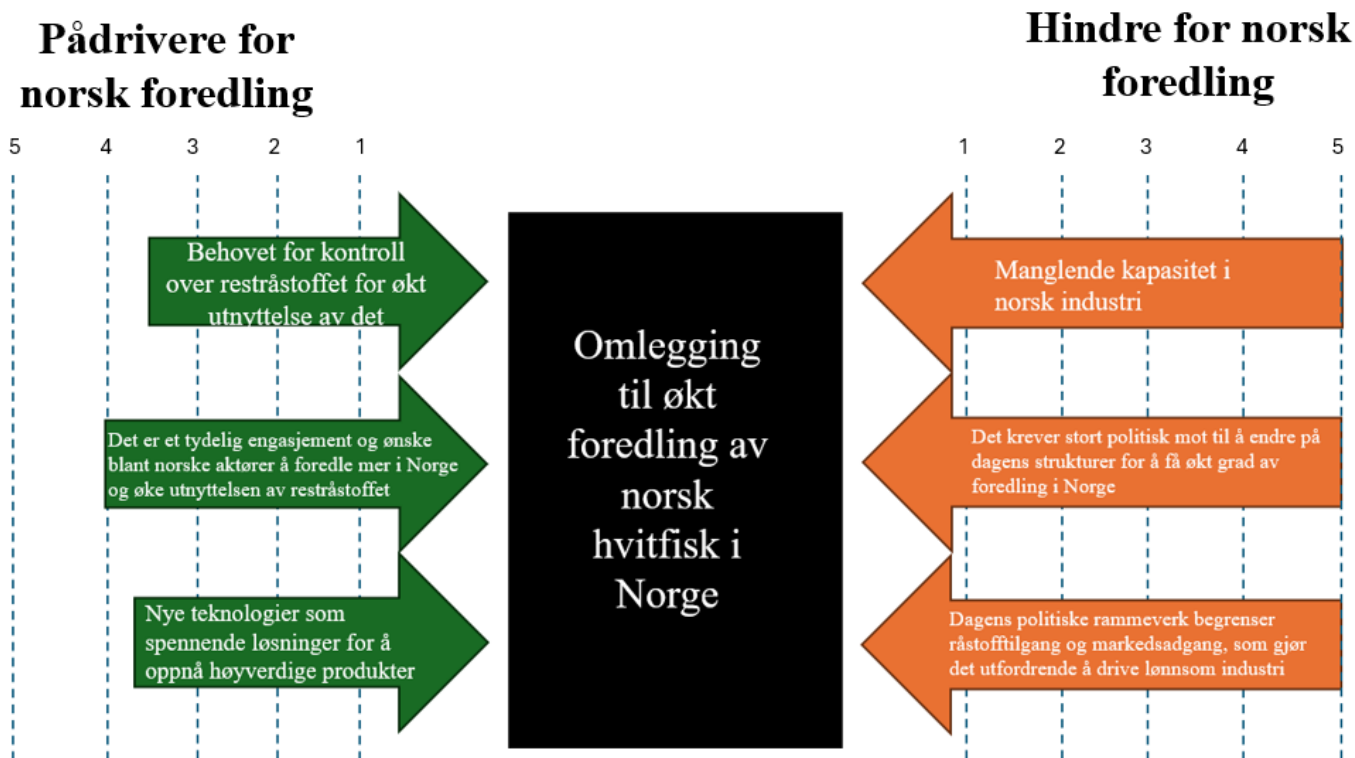 Pådrivere for
norsk foredling
Hindre for norsk
foredling
5 4 3 2 1
1 2 3 4 5
Behovet for kontroll
over restråstoffet for økt
utnyttelse av det
Det er et tydelig engasjement og ønske
blant norske aktører å foredle mer i Norge
og øke utnyttelsen av restråstoffet
Nye teknologier som
spennende løsninger for å
oppnå høyverdige produkter
Omlegging
til økt
foredling av
norsk
hvitfisk i
Norge
Manglende kapasitet i
norsk industri
Det krever stort politisk mot til å endre på
dagens strukturer for å få økt grad av
foredling i Norge
Dagens politiske rammeverk begrenser
råstofftilgang og markedsadgang, som gjør
det utfordrende å drive lønnsom industri